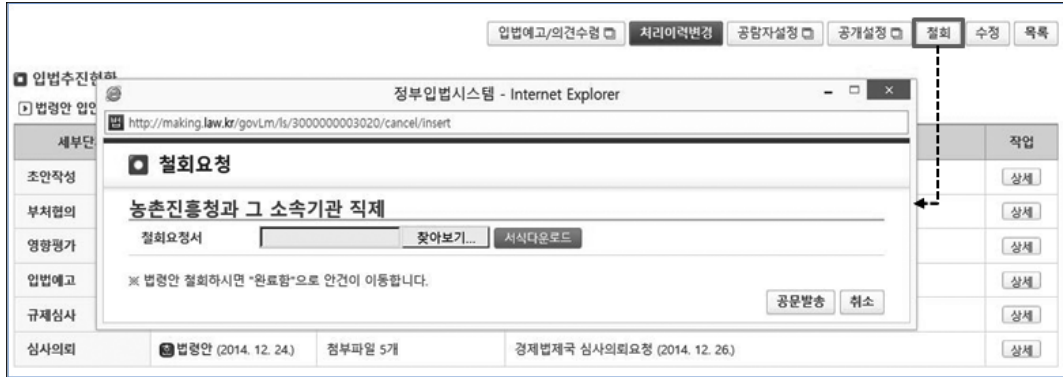 입법예고/의견수렴 처리이력변경 공람자설정 공개설정 철회 수정 목록
입법추진현황
정부입법시스템 - Internet Explorer
법령안 입안
법 http://making.law.kr/govLm/ls/3000000003020/cancel/insert
세부단 작업
철회요청
초안작성 상세
농촌진흥청과 그 소속기관 직제
부처협의 상세
철회요청서 찾아보기... 서식다운로드
영향평가 상세
입법예고 ※ 법령안 철회하시면 "완료함"으로 안건이 이동합니다. 상세
공문발송 취소
규제심사 상세
심사의뢰 법령안 (2014. 12. 24.) 첨부파일 5개 경제법제국 심사의뢰요청 (2014. 12. 26.) 상세